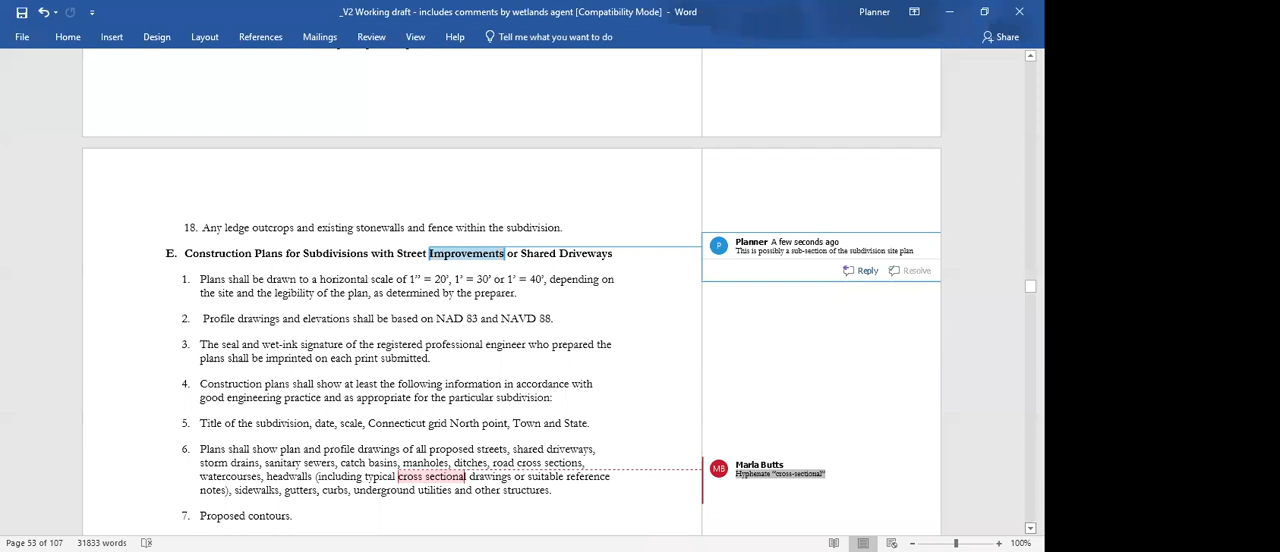 _V2 Working draft - includes comments by wetlands agent [Compatibility Mode] - Word
Planner
File Home Insert Design Layout References Mailings Review View Help Tell me what you want to do Share
18. Any ledge outcrops and existing stonewalls and fence within the subdivision.
E. Construction Plans for Subdivisions with Street Improvements or Shared Driveways
1. Plans shall be drawn to a horizontal scale of 1” = 20’, 1’ = 30’ or 1’ = 40’, depending on
the site and the legibility of the plan, as determined by the preparer.
2. Profile drawings and elevations shall be based on NAD 83 and NAVD 88.
3. The seal and wet-ink signature of the registered professional engineer who prepared the
plans shall be imprinted on each print submitted.
4. Construction plans shall show at least the following information in accordance with
good engineering practice and as appropriate for the particular subdivision:
5. Title of the subdivision, date, scale, Connecticut grid North point, Town and State.
6. Plans shall show plan and profile drawings of all proposed streets, shared driveways,
storm drains, sanitary sewers, catch basins, manholes, ditches, road cross sections,
watercourses, headwalls (including typical cross sectional drawings or suitable reference
notes), sidewalks, gutters, curbs, underground utilities and other structures.
7. Proposed contours.
P
Planner A few seconds ago
This is possibly a sub-section of the subdivision site plan
Reply Resolve
MB
Marla Butts
Hyphenate “cross-sectional”
Page 53 of 107 31833 words
100%